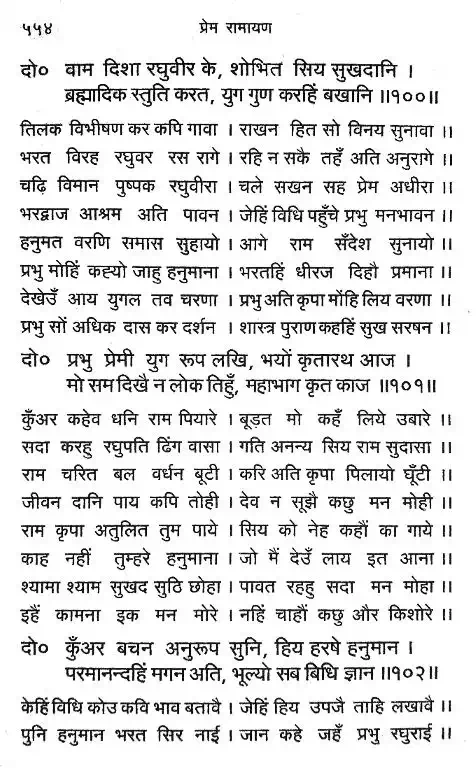 ५५४ प्रेम रामायण
दो० बाम दिशा रघुवीर के, शोभित सिय सुखदानि ।
ब्रह्मादिक स्तुति करत, युग गुण करहिं बखानि ॥१००॥
तिलक विभीषण कर कपि गावा । राखन हित सो विनय सुनावा ॥
भरत विरह रघुवर रस रागे । रहि न सकै तहँ अति अनुरागे ॥
चढ़ि विमान पुष्पक रघुवीरा । चले सखन सह प्रेम अधीरा ॥
भरद्वाज आश्रम अति पावन । जेहिं विधि पहुँचे प्रभु मनभावन ॥
हनुमत वरणि समास सुहायो । आगे राम सँदेश सुनायो ॥
प्रभु मोहिं कह्यो जाहु हनुमाना । भरतहिं धीरज दिहौ प्रमाना ॥
देखेउँ आय युगल तव चरणा । प्रभु अति कृपा मोंहि लिय वरणा ॥
प्रभु सों अधिक दास कर दर्शन । शास्त्र पुराण कहहिं सुख सरषन ॥
दो० प्रभु प्रेमी युग रूप लखि, भयों कृतारथ आज ।
मो सम दिखै न लोक तिहुँ, महाभाग कृत काज ॥१०१॥
कुँअर कहेव धनि राम पियारे । बूड़त मो कहँ लिये उबारे ॥
सदा करहु रघुपति ढिंग वासा । गति अनन्य सिय राम सुदासा ॥
राम चरित बल वर्धन बूटी । करि अति कृपा पिलायो घूँटी ॥
जीवन दानि पाय कपि तोही । देव न सूझै कछु मन मोही ॥
राम कृपा अतुलित तुम पाये । सिय को नेह कहौं का गाये ॥
काह नहीं तुम्हरे हनुमाना । जो मैं देउँ लाय इत आना ॥
श्यामा श्याम सुखद सुठि छोहा । पावत रहहु सदा मन मोहा ॥
इहैं कामना इक मन मोरे । नहिं चाहौं कछु और किशोरे ॥
दो० कुँअर बचन अनुरूप सुनि, हिय हरषे हनुमान ।
परमानन्दहिं मगन अति, भूल्यो सब बिधि ज्ञान ॥१०२॥
केहिं विधि कोउ कवि भाव बतावै । जेहिं हिय उपजै ताहि लखावै ॥
पुनि हनुमान भरत सिर नाई । जान कहे जहँ प्रभु रघुराई ॥